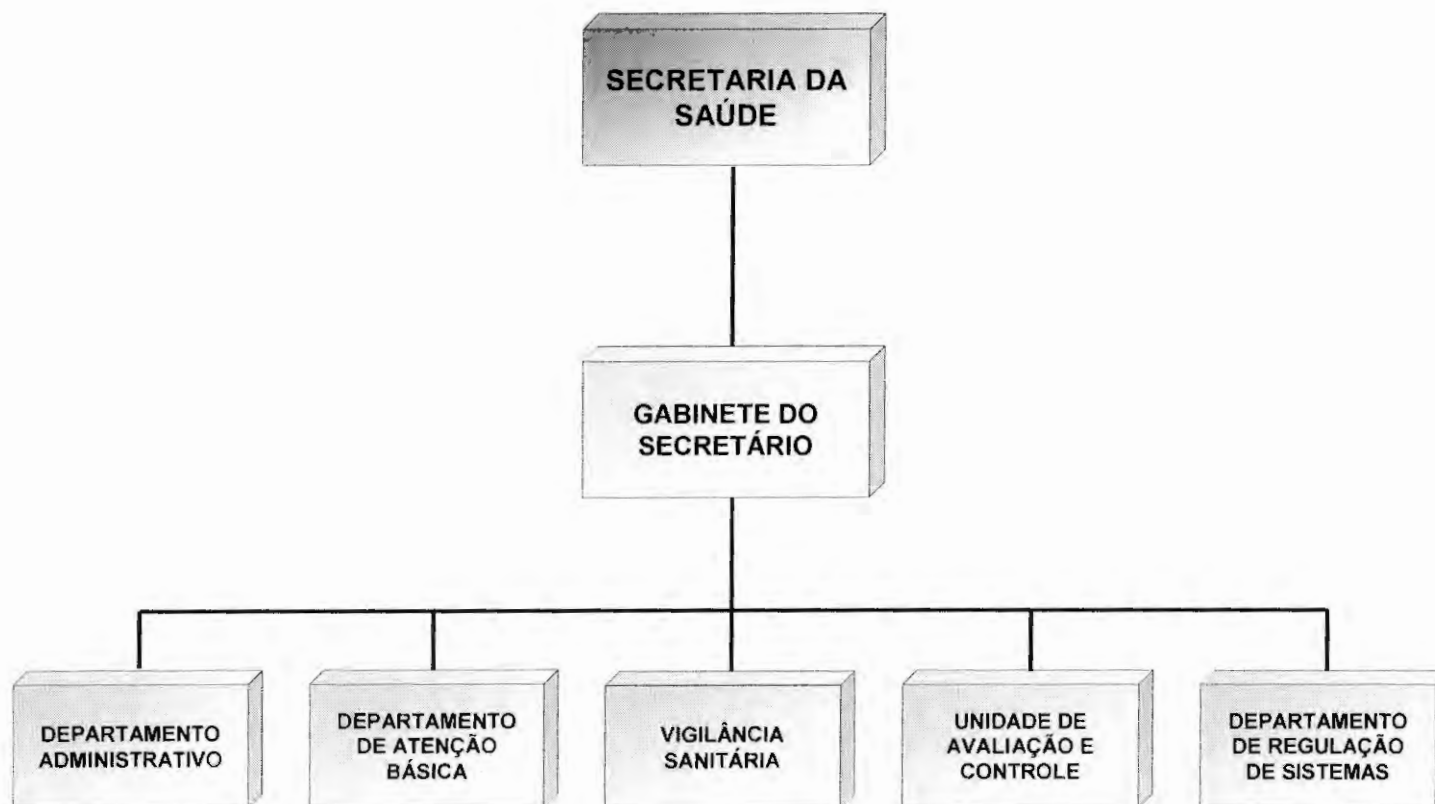 SECRETARIA DA
SAÚDE
GABINETE DO
SECRETÁRIO
DEPARTAMENTO
ADMINISTRATIVO
DEPARTAMENTO
DE ATENÇÃO
BÁSICA
VIGILÂNCIA
SANITÁRIA
UNIDADE DE
AVALIAÇÃO E
CONTROLE
DEPARTAMENTO
DE REGULAÇÃO
DE SISTEMAS